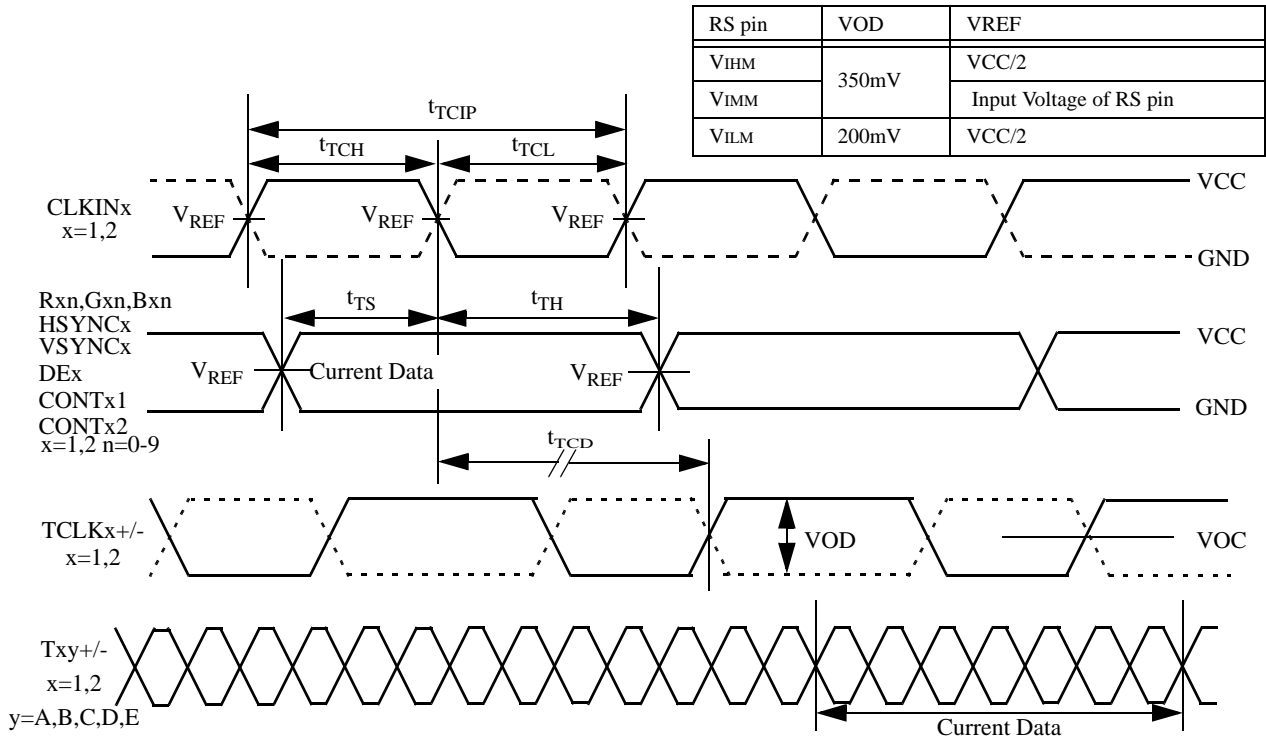 RS pin VOD VREF
VIHM 350mV VCC/2
VIMM Input Voltage of RS pin
VILM 200mV VCC/2
tTCIP
tTCH tTCL
CLKINx
x=1,2
VREF VREF VREF
VCC
GND
Rxn,Gxn,Bxn
HSYNCx
VSYNCx
DEx
CONTx1
CONTx2
x=1,2 n=0-9
tTS tTH
VREF Current Data VREF
VCC
GND
tTCD
TCLKx+/-
x=1,2
VOD
VOC
Txy+/-
x=1,2
y=A,B,C,D,E
Current Data